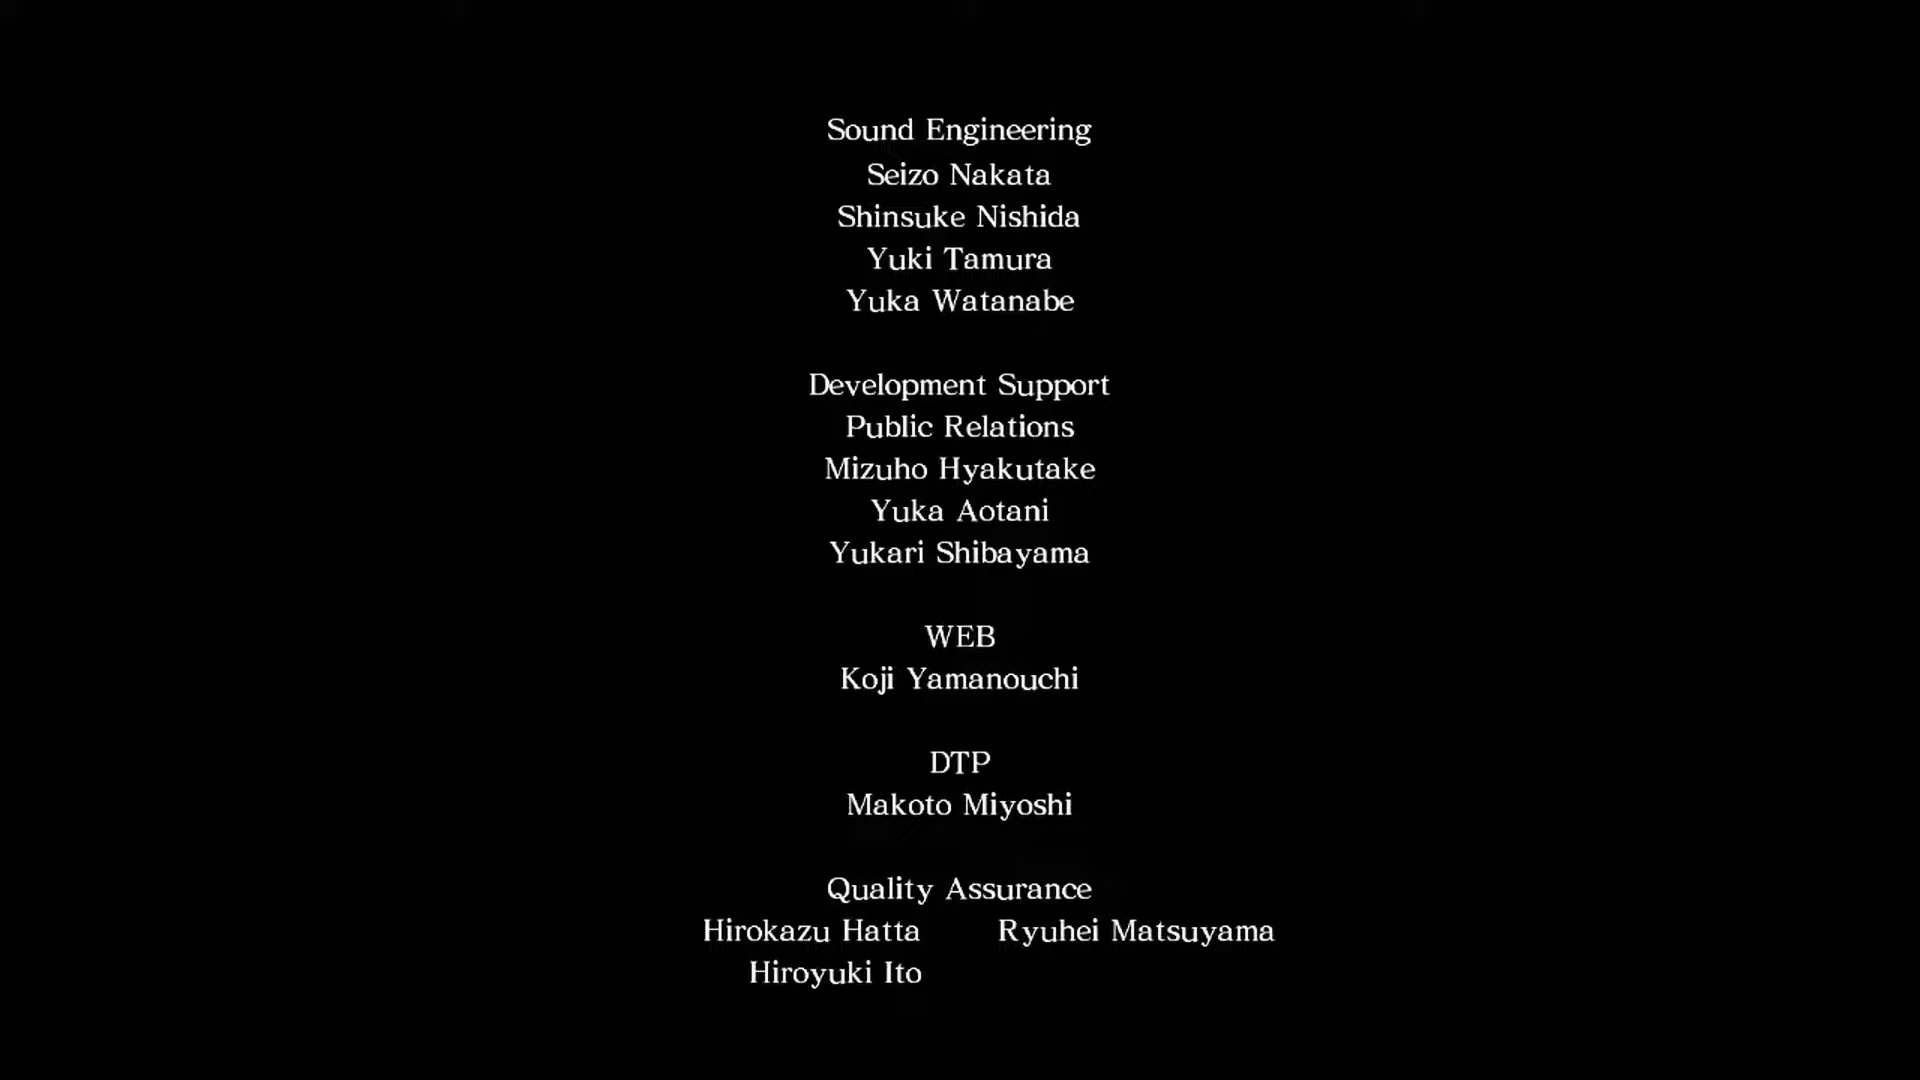 Sound Engineering
Seizo Nakata
Shinsuke Nishida
Yuki Tamura
Yuka Watanabe
Development Support
Public Relations
Mizuho Hyakutake
Yuka Aotani
Yukari Shibayama
WEB
Koji Yamanouchi
DTP
Makoto Miyoshi
Quality Assurance
Hirokazu Hatta Ryuhei Matsuyama
Hiroyuki Ito